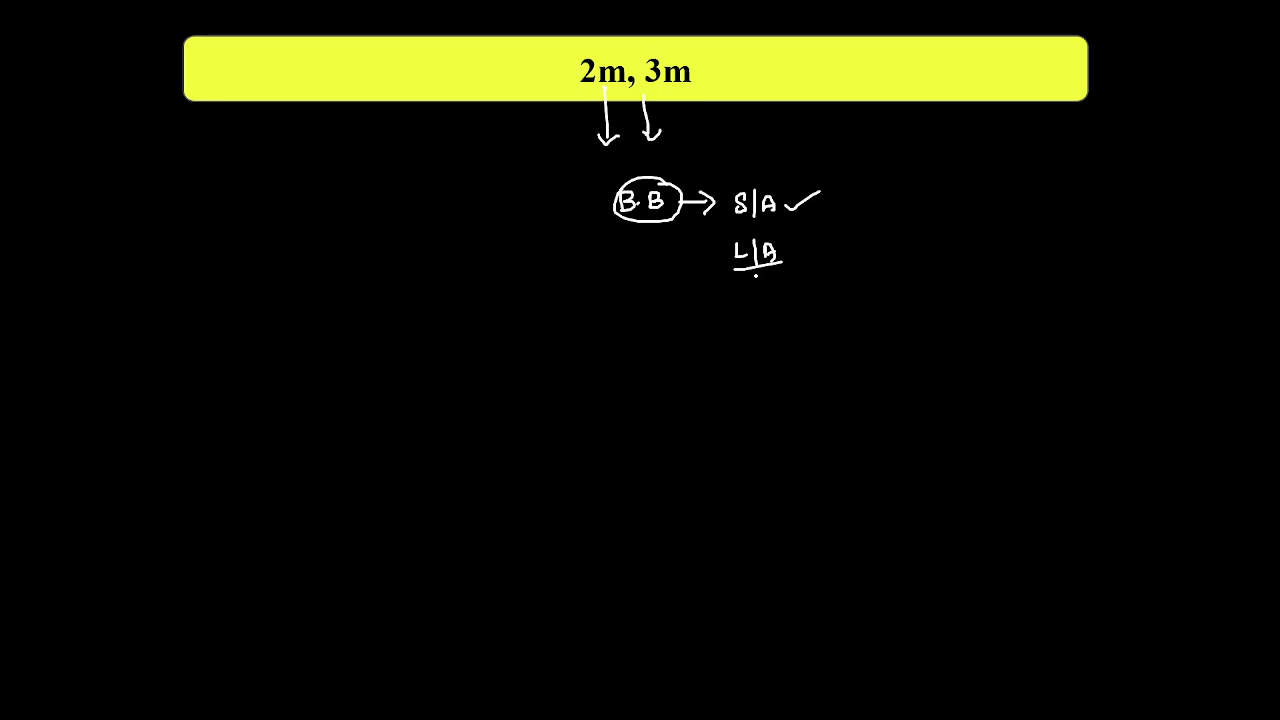 2m, 3m
B.B → S|A ✓
L|A